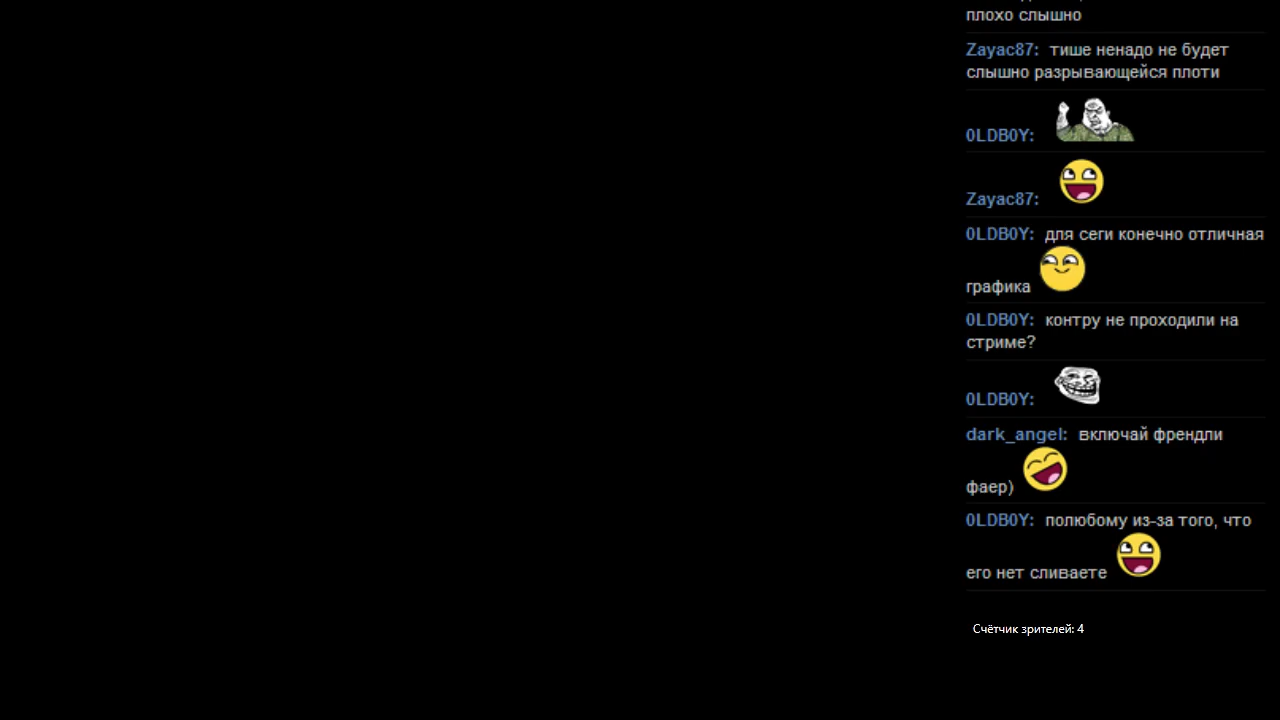 плохо слышно
Zayac87: тише ненадо не будет
слышно разрывающейся плоти
0LDB0Y:
Zayac87:
0LDB0Y: для сеги конечно отличная
графика
0LDB0Y: контру не проходили на
стриме?
0LDB0Y:
dark_angel: включай френдли
фаер)
0LDB0Y: полюбому из-за того, что
его нет сливаете
Счётчик зрителей: 4